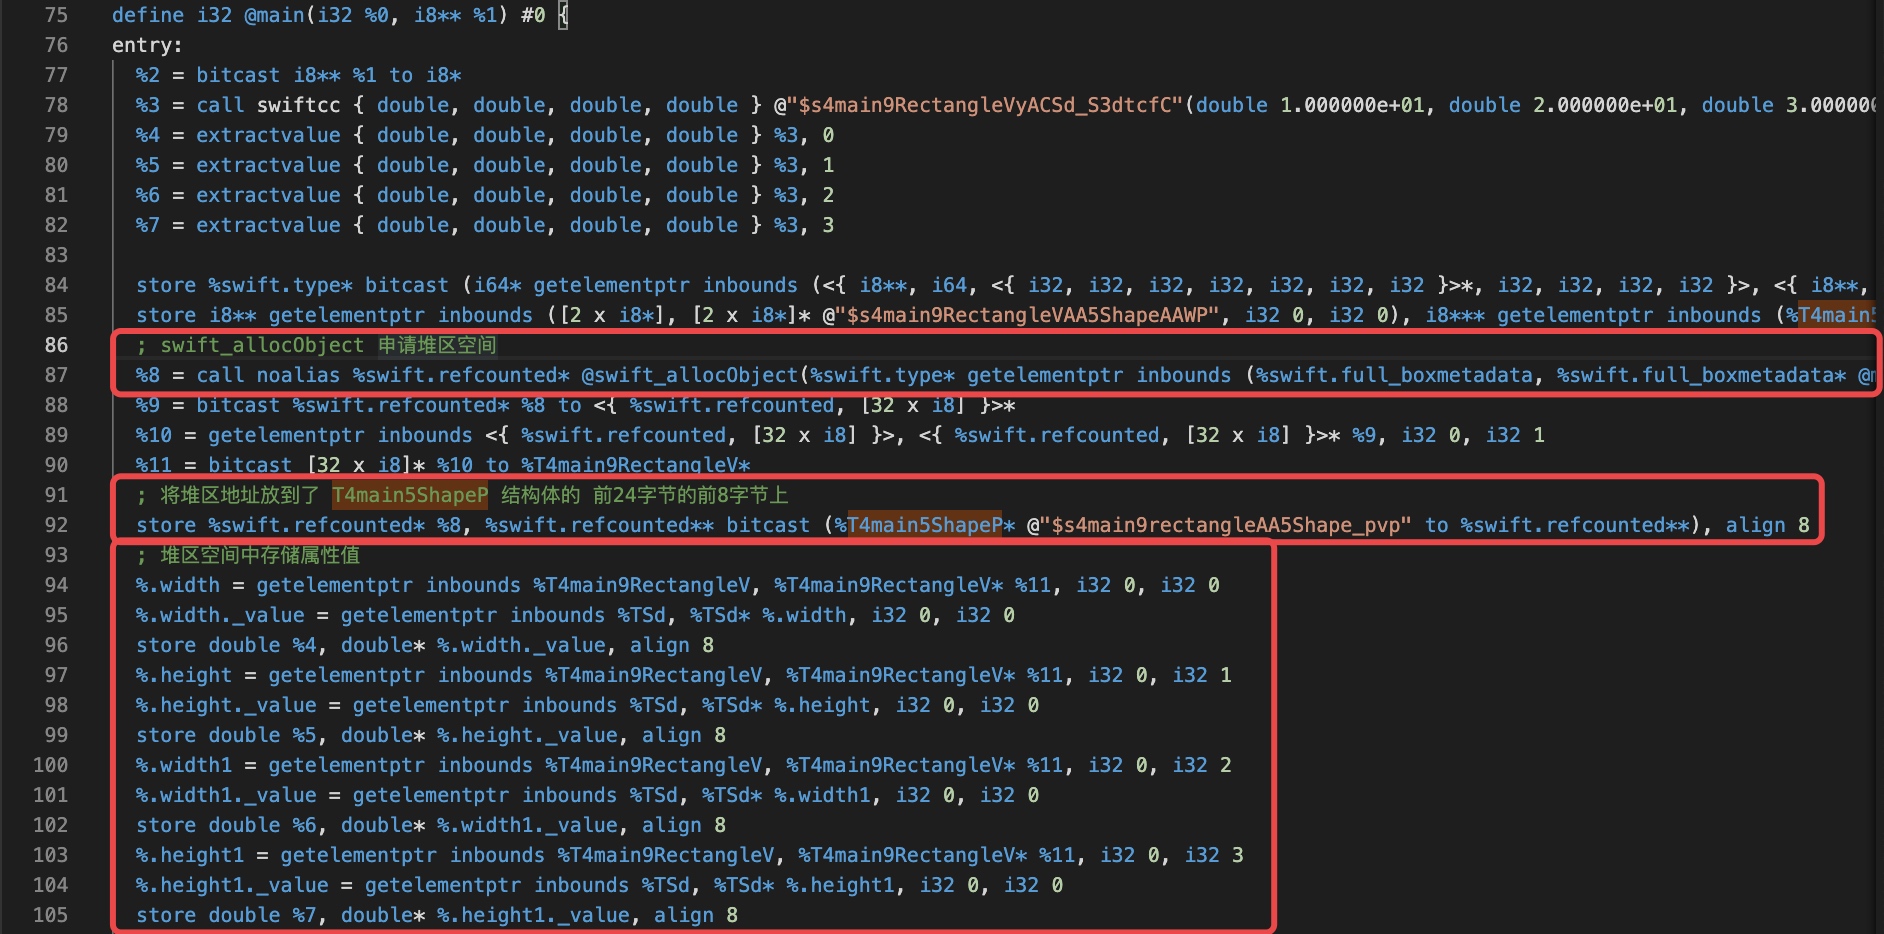 75 define i32 @main(i32 %0, i8** %1) #0 {
76 entry:
77 %2 = bitcast i8** %1 to i8*
78 %3 = call swiftcc { double, double, double, double } @"$s4main9RectangleVyACSd_S3dtcfC"(double 1.000000e+01, double 2.000000e+01, double 3.00000
79 %4 = extractvalue { double, double, double, double } %3, 0
80 %5 = extractvalue { double, double, double, double } %3, 1
81 %6 = extractvalue { double, double, double, double } %3, 2
82 %7 = extractvalue { double, double, double, double } %3, 3
83
84 store %swift.type* bitcast (i64* getelementptr inbounds (<{ i8**, i64, <{ i32, i32, i32, i32, i32, i32, i32 }>*, i32, i32, i32, i32 }>, <{ i8**,
85 store i8** getelementptr inbounds ([2 x i8*], [2 x i8*]* @"$s4main9RectangleVAA5ShapeAAWP", i32 0, i32 0), i8*** getelementptr inbounds (%T4main5
86 ; swift_allocObject 申请堆区空间
87 %8 = call noalias %swift.refcounted* @swift_allocObject(%swift.type* getelementptr inbounds (%swift.full_boxmetadata, %swift.full_boxmetadata* @
88 %9 = bitcast %swift.refcounted* %8 to <{ %swift.refcounted, [32 x i8] }>*
89 %10 = getelementptr inbounds <{ %swift.refcounted, [32 x i8] }>, <{ %swift.refcounted, [32 x i8] }>* %9, i32 0, i32 1
90 %11 = bitcast [32 x i8]* %10 to %T4main9RectangleV*
91 ; 将堆区地址放到了 T4main5ShapeP 结构体的 前24字节的前8字节上
92 store %swift.refcounted* %8, %swift.refcounted** bitcast (%T4main5ShapeP* @"$s4main9rectangleAA5Shape_pvp" to %swift.refcounted**), align 8
93 ; 堆区空间中存储属性值
94 %.width = getelementptr inbounds %T4main9RectangleV, %T4main9RectangleV* %11, i32 0, i32 0
95 %.width._value = getelementptr inbounds %TSd, %TSd* %.width, i32 0, i32 0
96 store double %4, double* %.width._value, align 8
97 %.height = getelementptr inbounds %T4main9RectangleV, %T4main9RectangleV* %11, i32 0, i32 1
98 %.height._value = getelementptr inbounds %TSd, %TSd* %.height, i32 0, i32 0
99 store double %5, double* %.height._value, align 8
100 %.width1 = getelementptr inbounds %T4main9RectangleV, %T4main9RectangleV* %11, i32 0, i32 2
101 %.width1._value = getelementptr inbounds %TSd, %TSd* %.width1, i32 0, i32 0
102 store double %6, double* %.width1._value, align 8
103 %.height1 = getelementptr inbounds %T4main9RectangleV, %T4main9RectangleV* %11, i32 0, i32 3
104 %.height1._value = getelementptr inbounds %TSd, %TSd* %.height1, i32 0, i32 0
105 store double %7, double* %.height1._value, align 8